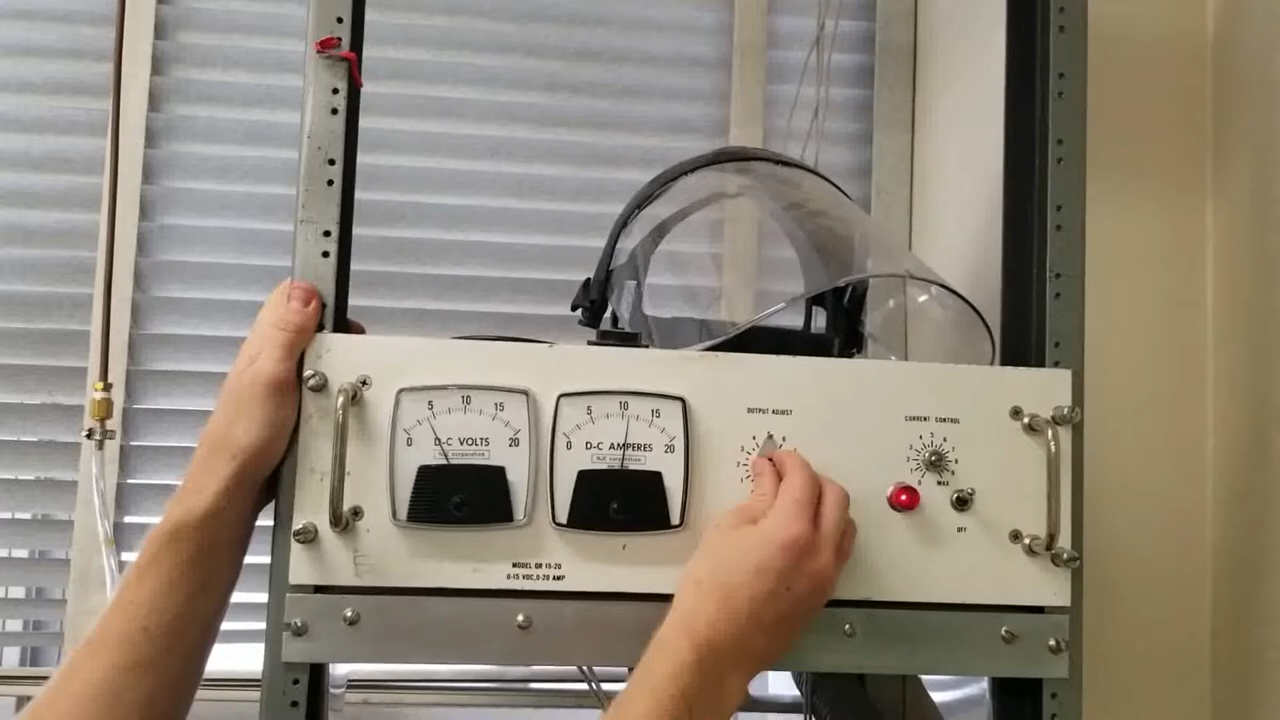 0 5 10 15 20
D-C VOLTS
NJE corporation
0 5 10 15 20
D-C AMPERES
NJE corporation
OUTPUT ADJUST
CURRENT CONTROL
0
MAX
OFF
MODEL QR 15-20
0-15 VDC, 0-20 AMP